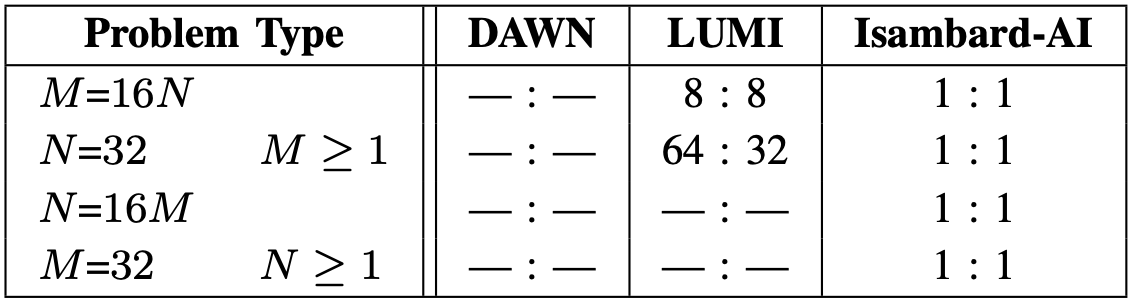 Problem Type DAWN LUMI Isambard-AI
M=16N — : — 8 : 8 1 : 1
N=32 M ≥ 1 — : — 64 : 32 1 : 1
N=16M — : — — : — 1 : 1
M=32 N ≥ 1 — : — — : — 1 : 1